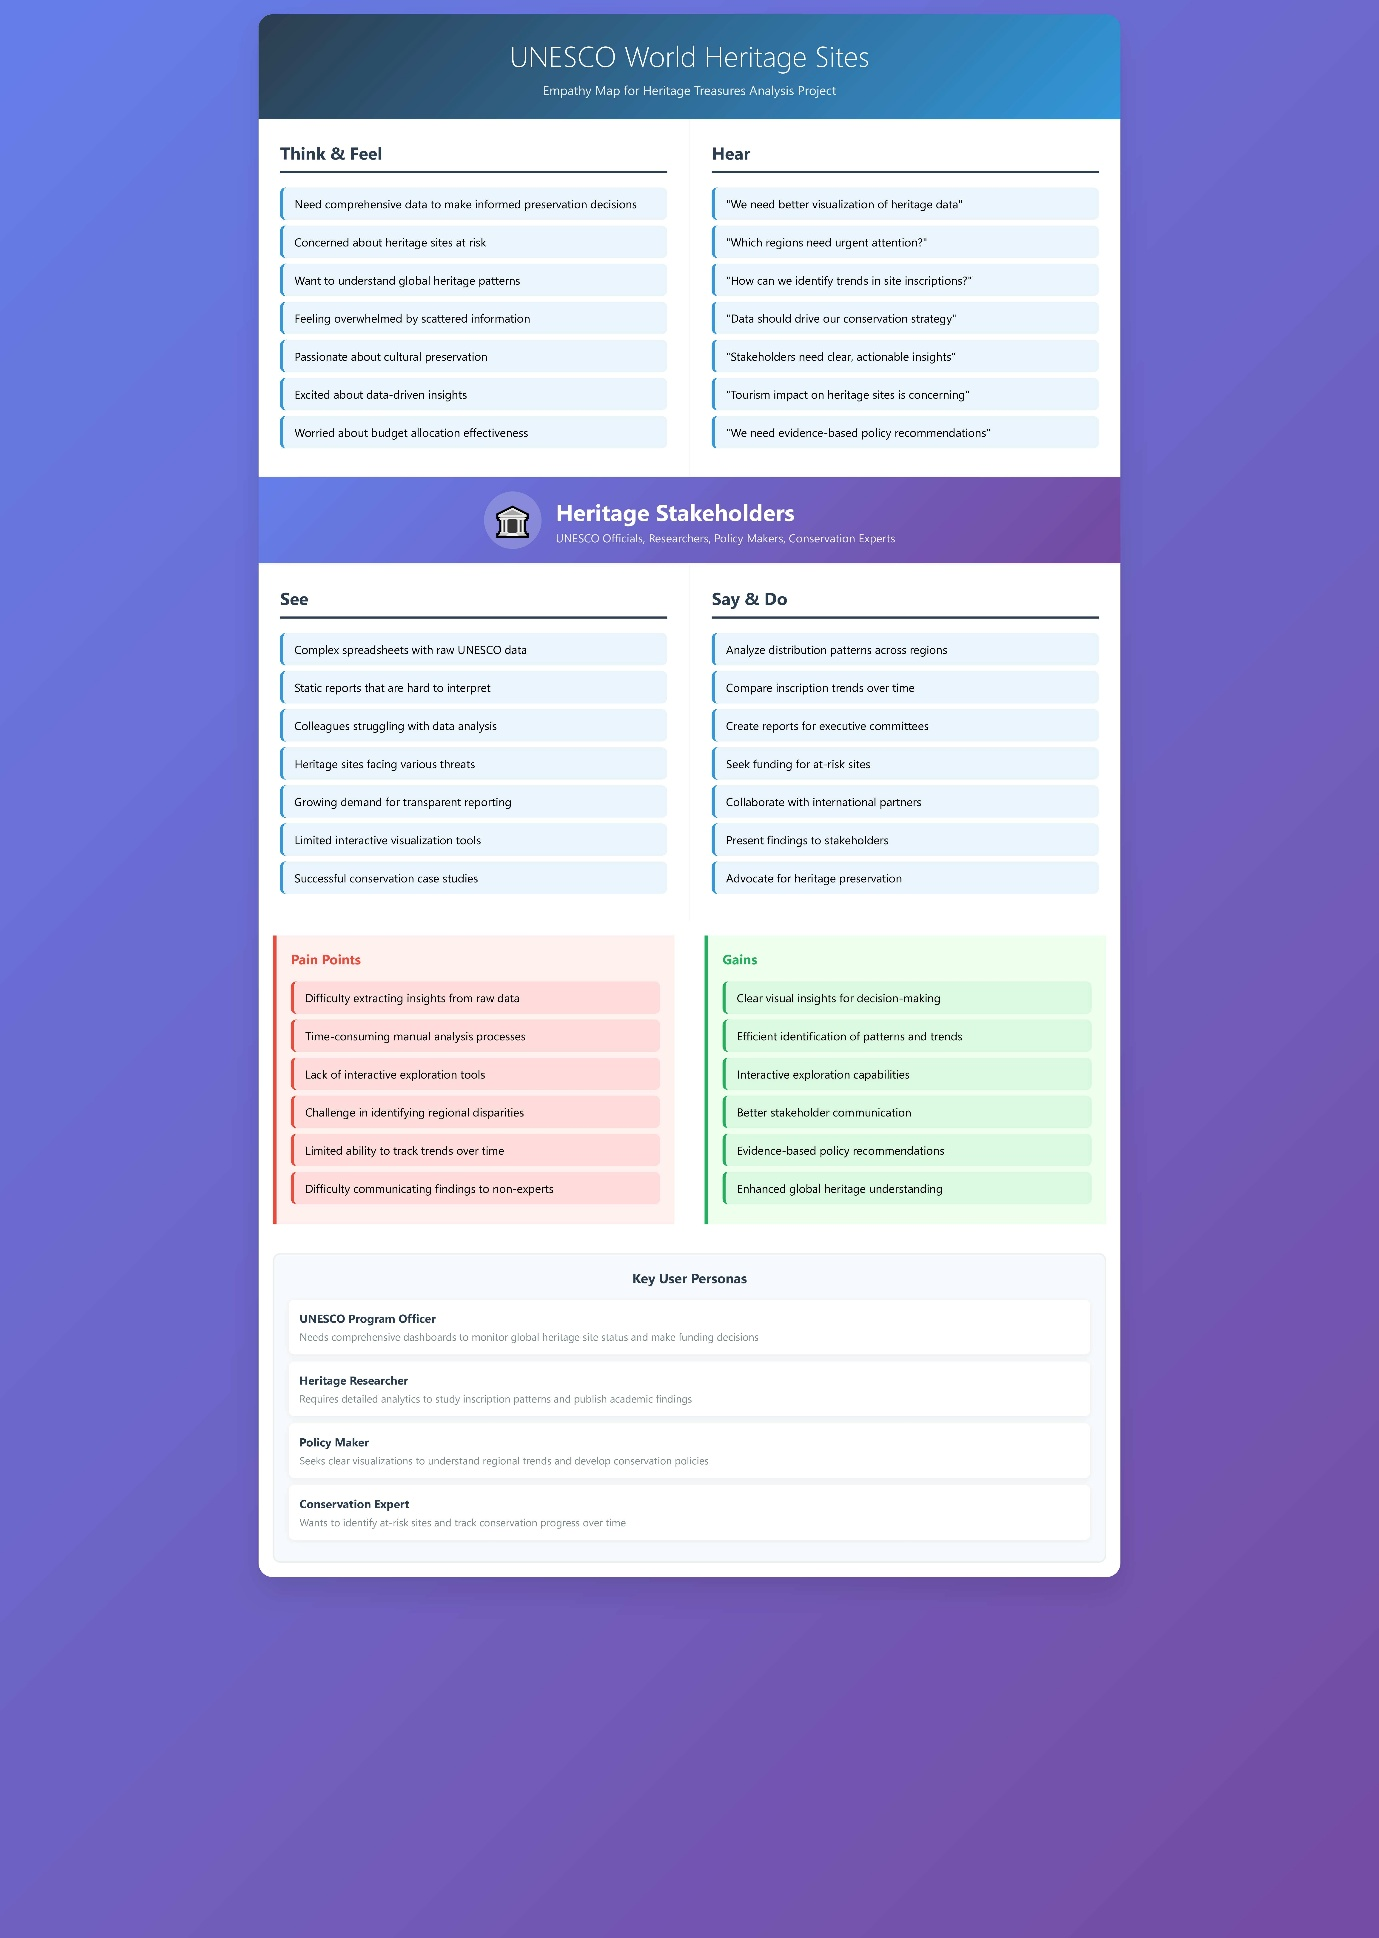 UNESCO World Heritage Sites
Empathy Map for Heritage Treasures Analysis Project
Think & Feel
Need comprehensive data to make informed preservation decisions
Concerned about heritage sites at risk
Want to understand global heritage patterns
Feeling overwhelmed by scattered information
Passionate about cultural preservation
Excited about data-driven insights
Worried about budget allocation effectiveness
Hear
"We need better visualization of heritage data"
"Which regions need urgent attention?"
"How can we identify trends in site inscriptions?"
"Data should drive our conservation strategy"
"Stakeholders need clear, actionable insights"
"Tourism impact on heritage sites is concerning"
"We need evidence-based policy recommendations"
Heritage Stakeholders
UNESCO Officials, Researchers, Policy Makers, Conservation Experts
See
Complex spreadsheets with raw UNESCO data
Static reports that are hard to interpret
Colleagues struggling with data analysis
Heritage sites facing various threats
Growing demand for transparent reporting
Limited interactive visualization tools
Successful conservation case studies
Say & Do
Analyze distribution patterns across regions
Compare inscription trends over time
Create reports for executive committees
Seek funding for at-risk sites
Collaborate with international partners
Present findings to stakeholders
Advocate for heritage preservation
Pain Points
Difficulty extracting insights from raw data
Time-consuming manual analysis processes
Lack of interactive exploration tools
Challenge in identifying regional disparities
Limited ability to track trends over time
Difficulty communicating findings to non-experts
Gains
Clear visual insights for decision-making
Efficient identification of patterns and trends
Interactive exploration capabilities
Better stakeholder communication
Evidence-based policy recommendations
Enhanced global heritage understanding
Key User Personas
UNESCO Program Officer
Needs comprehensive dashboards to monitor global heritage site status and make funding decisions
Heritage Researcher
Requires detailed analytics to study inscription patterns and publish academic findings
Policy Maker
Seeks clear visualizations to understand regional trends and develop conservation policies
Conservation Expert
Wants to identify at-risk sites and track conservation progress over time